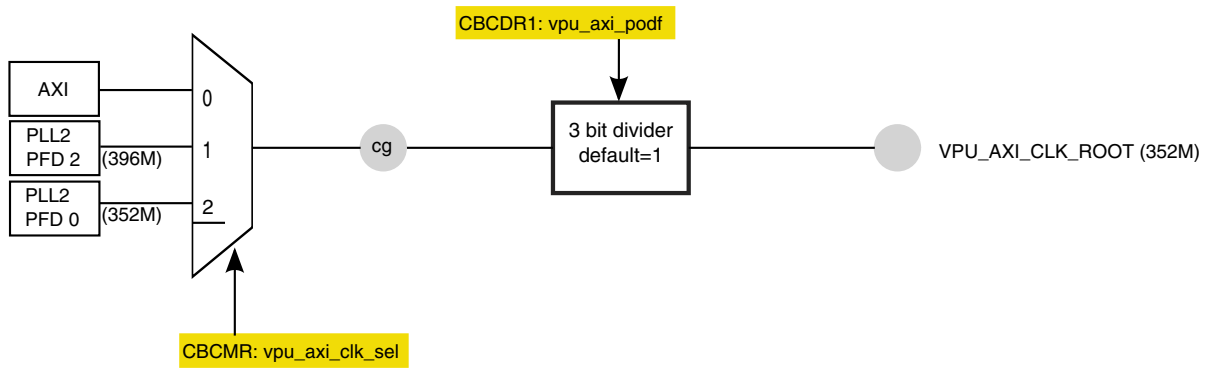 CBCDR1: vpu_axi_podf
AXI
0
PLL2
PFD 2
(396M)
1
PLL2
PFD 0
(352M)
2
cg
3 bit divider
default=1
VPU_AXI_CLK_ROOT (352M)
CBCMR: vpu_axi_clk_sel